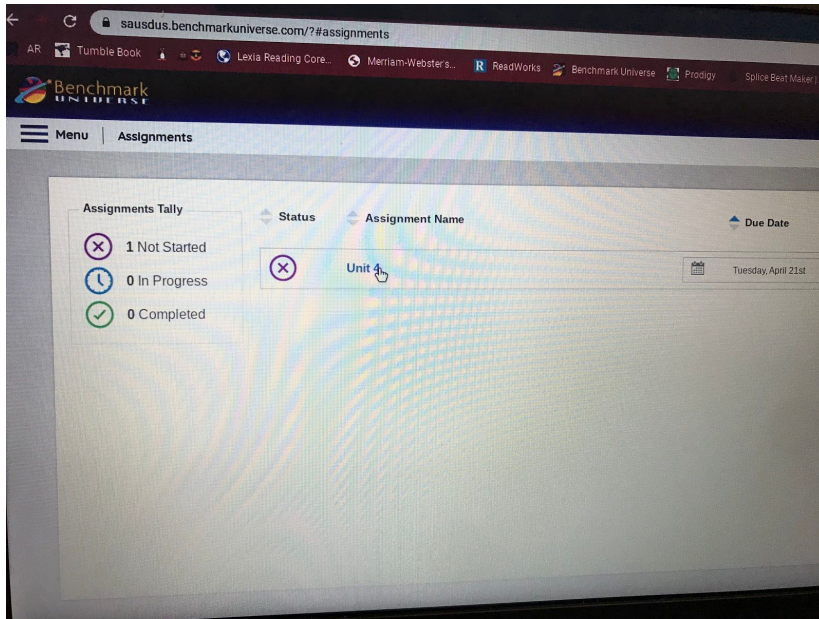 sausdus.benchmarkuniverse.com/?#assignments
AR Tumble Book Lexia Reading Core... Merriam-Webster's... R ReadWorks Benchmark Universe Prodigy Splice Beat Maker
Benchmark
UNIVERSE
Menu Assignments
Assignments Tally
1 Not Started
0 In Progress
0 Completed
Status Assignment Name Due Date
Unit 4 Tuesday, April 21st